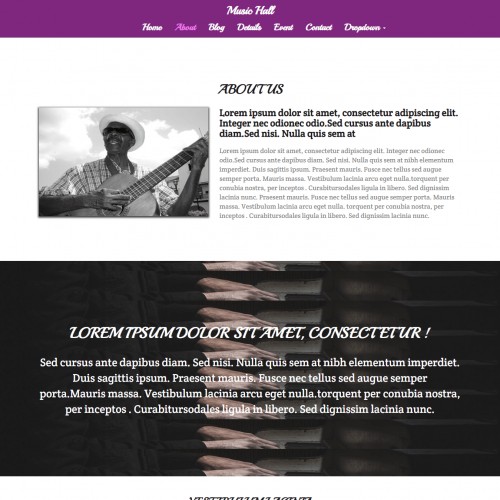 Music Hall
Home About Blog Details Event Contact Dropdown
ABOUT US
Lorem ipsum dolor sit amet, consectetur adipiscing elit.
Integer nec odionec odio.Sed cursus ante dapibus
diam.Sed nisi. Nulla quis sem at
Lorem ipsum dolor sit amet, consectetur adipiscing elit. Integer nec odionec
odio.Sed cursus ante dapibus diam. Sed nisi. Nulla quis sem at nibh elementum
imperdiet. Duis sagittis ipsum. Praesent mauris. Fusce nec tellus sed augue
semper per.Mauris massa. Vestibulum lacinia arcu eget nulla.torquent per
conubia nostra, per inceptos . Curabitursodales ligula in libero. Sed dignissim
lacinia nunc. Praesent mauris. Fusce nec tellus sed augue semper porta. Mauris
massa. Vestibulum lacinia arcu eget nulla. torquent per conubia nostra, per
inceptos . Curabitursodales ligula in libero. Sed dignissim lacinia nunc.
LOREM IPSUM DOLOR SIT AMET, CONSECTETUR !
Sed cursus ante dapibus diam. Sed nisi. Nulla quis sem at nibh elementum imperdiet.
Duis sagittis ipsum. Praesent mauris. Fusce nec tellus sed augue semper
porta.Mauris massa. Vestibulum lacinia arcu eget nulla.torquent per conubia nostra,
per inceptos . Curabitursodales ligula in libero. Sed dignissim lacinia nunc.